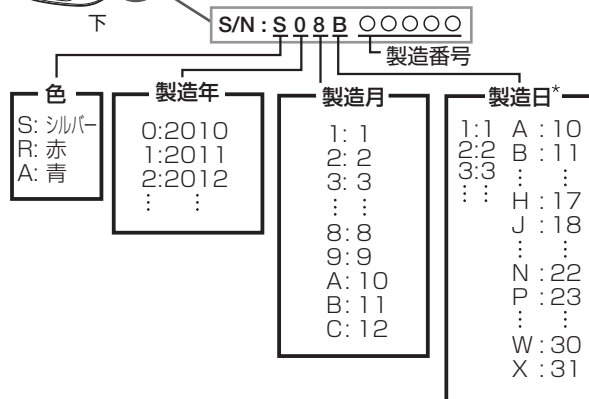 下
S/N : S 0 8 B ○○○○○
製造番号
色
S: シルバー
R: 赤
A: 青
製造年
0:2010
1:2011
2:2012
⋮ ⋮
製造月
1: 1
2: 2
3: 3
⋮ ⋮
8: 8
9: 9
A: 10
B: 11
C: 12
製造日*
1:1
2:2
3:3
⋮ ⋮
A : 10
B : 11
⋮ ⋮
H : 17
J : 18
⋮ ⋮
N : 22
P : 23
⋮ ⋮
W : 30
X : 31